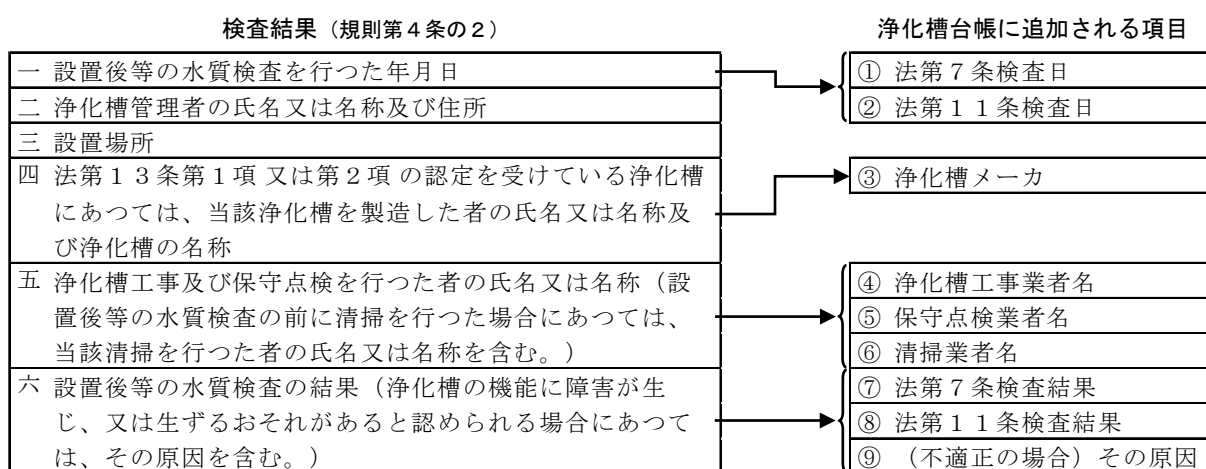 検査結果（規則第４条の２）
浄化槽台帳に追加される項目
一 設置後等の水質検査を行つた年月日
① 法第７条検査日
二 浄化槽管理者の氏名又は名称及び住所
② 法第１１条検査日
三 設置場所
四 法第１３条第１項 又は第２項 の認定を受けている浄化槽
にあつては、当該浄化槽を製造した者の氏名又は名称及
び浄化槽の名称
③ 浄化槽メーカ
五 浄化槽工事及び保守点検を行つた者の氏名又は名称（設
置後等の水質検査の前に清掃を行つた場合にあつては、
当該清掃を行つた者の氏名又は名称を含む。）
④ 浄化槽工事業者名
⑤ 保守点検業者名
⑥ 清掃業者名
六 設置後等の水質検査の結果（浄化槽の機能に障害が生
じ、又は生ずるおそれがあると認められる場合にあつて
は、その原因を含む。）
⑦ 法第７条検査結果
⑧ 法第１１条検査結果
⑨ （不適正の場合）その原因